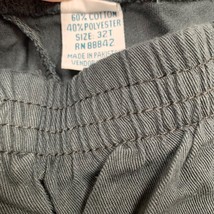 60% COTTON
40% POLYESTER
SIZE: 32T
RN 88842
MADE IN